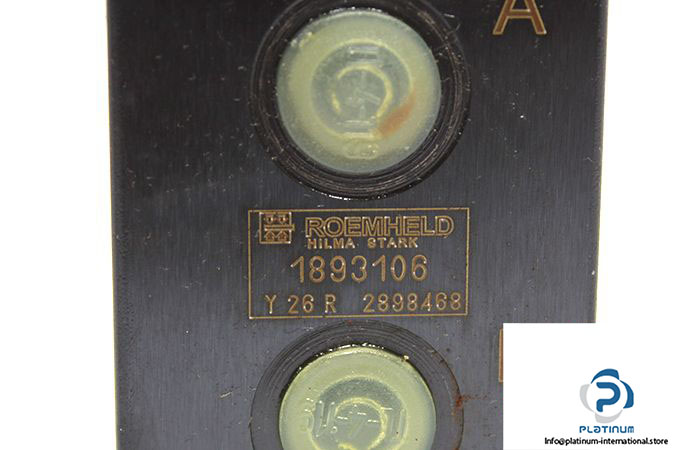 A
ROEMHELD
HILMA STARK
1893106
Y 26 R 2898468
PLATINUM
Info@platinum-international.store